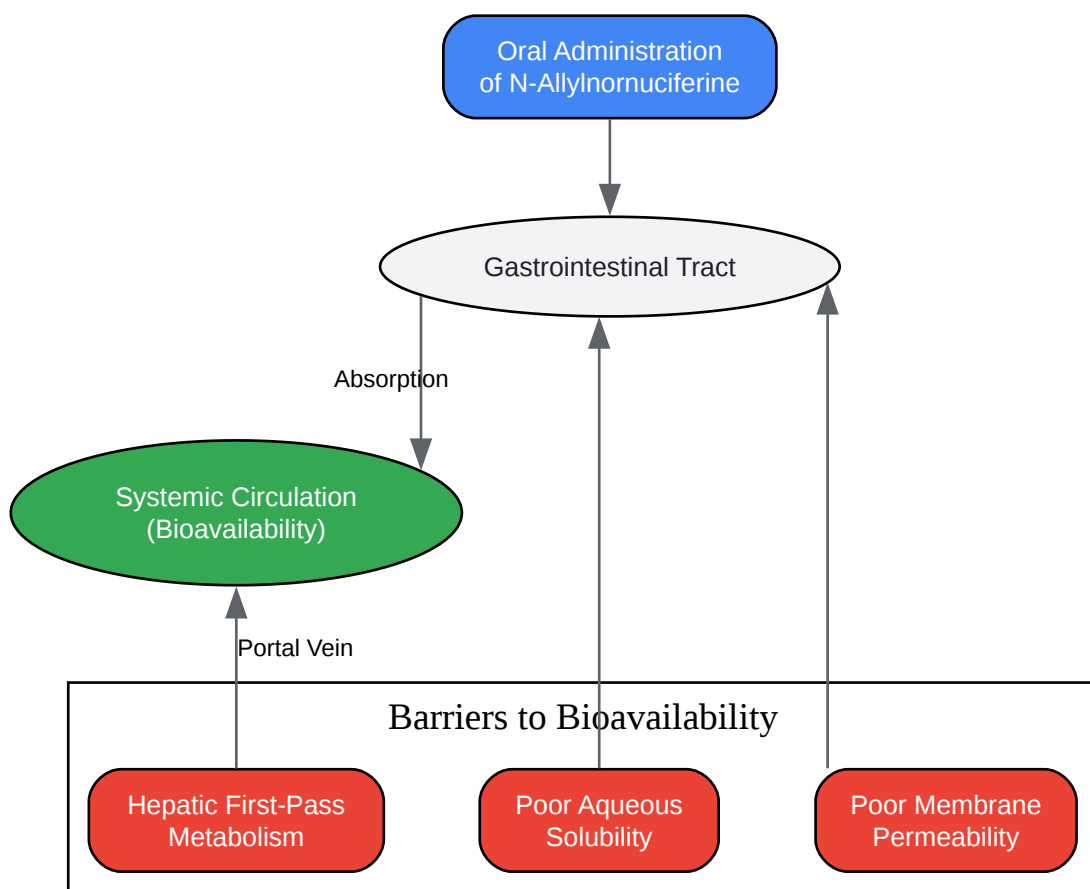 Oral Administration
of N-Allylnornuciferine
Gastrointestinal Tract
Absorption
Systemic Circulation
(Bioavailability)
Portal Vein
Barriers to Bioavailability
Hepatic First-Pass
Metabolism
Poor Aqueous
Solubility
Poor Membrane
Permeability